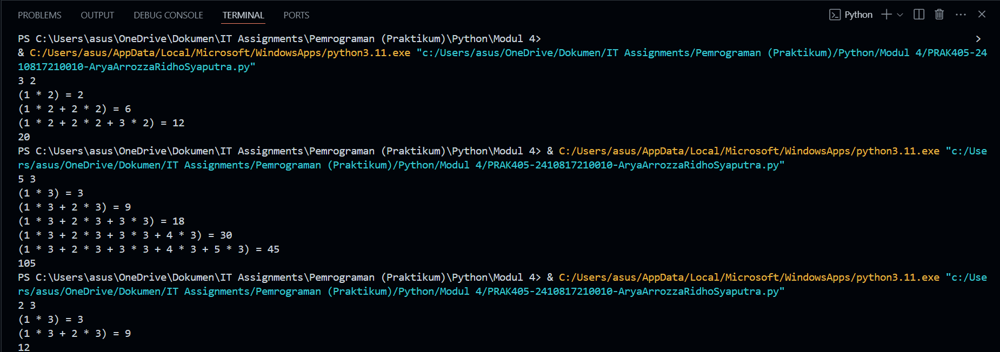 PROBLEMS OUTPUT DEBUG CONSOLE TERMINAL PORTS Python
PS C:\Users\asus\OneDrive\Dokumen\IT Assignments\Pemrograman (Praktikum)\Python\Modul 4> >
& C:/Users/asus/AppData/Local/Microsoft/WindowsApps/python3.11.exe "c:/Users/asus/OneDrive/Dokumen/IT Assignments/Pemrograman (Praktikum)/Python/Modul 4/PRAK405-24
10817210010-AryaArrozzaRidhoSyaputra.py"
3 2
(1 * 2) = 2
(1 * 2 + 2 * 2) = 6
(1 * 2 + 2 * 2 + 3 * 2) = 12
20
PS C:\Users\asus\OneDrive\Dokumen\IT Assignments\Pemrograman (Praktikum)\Python\Modul 4> & C:/Users/asus/AppData/Local/Microsoft/WindowsApps/python3.11.exe "c:/Use
rs/asus/OneDrive/Dokumen/IT Assignments/Pemrograman (Praktikum)/Python/Modul 4/PRAK405-2410817210010-AryaArrozzaRidhoSyaputra.py"
5 3
(1 * 3) = 3
(1 * 3 + 2 * 3) = 9
(1 * 3 + 2 * 3 + 3 * 3) = 18
(1 * 3 + 2 * 3 + 3 * 3 + 4 * 3) = 30
(1 * 3 + 2 * 3 + 3 * 3 + 4 * 3 + 5 * 3) = 45
105
PS C:\Users\asus\OneDrive\Dokumen\IT Assignments\Pemrograman (Praktikum)\Python\Modul 4> & C:/Users/asus/AppData/Local/Microsoft/WindowsApps/python3.11.exe "c:/Use
rs/asus/OneDrive/Dokumen/IT Assignments/Pemrograman (Praktikum)/Python/Modul 4/PRAK405-2410817210010-AryaArrozzaRidhoSyaputra.py"
2 3
(1 * 3) = 3
(1 * 3 + 2 * 3) = 9
12